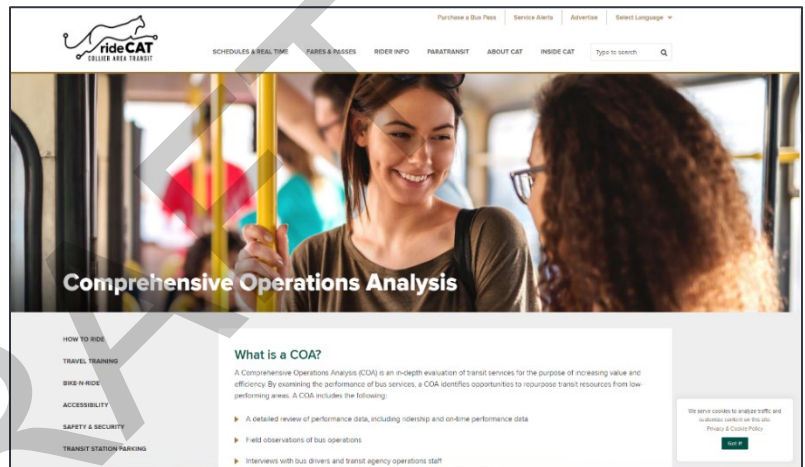 Purchase a Bus Pass Service Alerts Advertise Select Language
rideCAT
COLLIER AREA TRANSIT
SCHEDULES & REAL TIME FARES & PASSES RIDER INFO PARATRANSIT ABOUT CAT INSIDE CAT Type to search
Comprehensive Operations Analysis
HOW TO RIDE
TRAVEL TRAINING
BIKE-N-RIDE
ACCESSIBILITY
SAFETY & SECURITY
TRANSIT STATION PARKING
What is a COA?
A Comprehensive Operations Analysis (COA) is an in-depth evaluation of transit services for the purpose of increasing value and
efficiency. By examining the performance of bus services, a COA identifies opportunities to repurpose transit resources from low-
performing areas. A COA includes the following:
A detailed review of performance data, including ridership and on-time performance data
Field observations of bus operations
Interviews with bus drivers and transit agency operations staff
We serve cookies to analyze traffic and
customize content on this site.
Privacy & Cookie Policy
Got it!